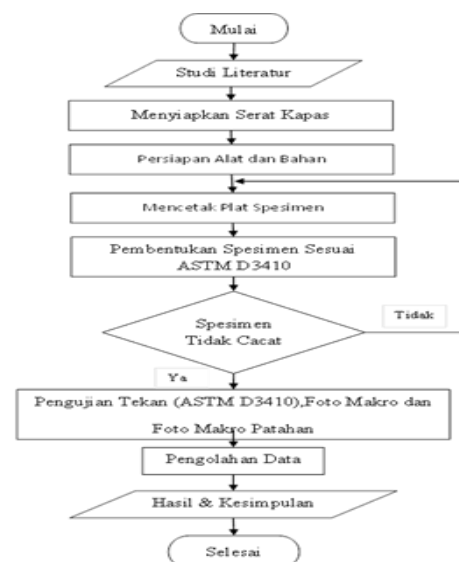 Mulai
Studi Literatur
Menyiapkan Serat Kapas
Persiapan Alat dan Bahan
Mencetak Plat Spesimen
Pembentukan Spesimen Sesuai
ASTM D3410
Spesimen
Tidak Cacat
Tidak
Ya
Pengujian Tekan (ASTM D3410),Foto Makro dan
Foto Makro Patahan
Pengolahan Data
Hasil & Kesimpulan
Selesai